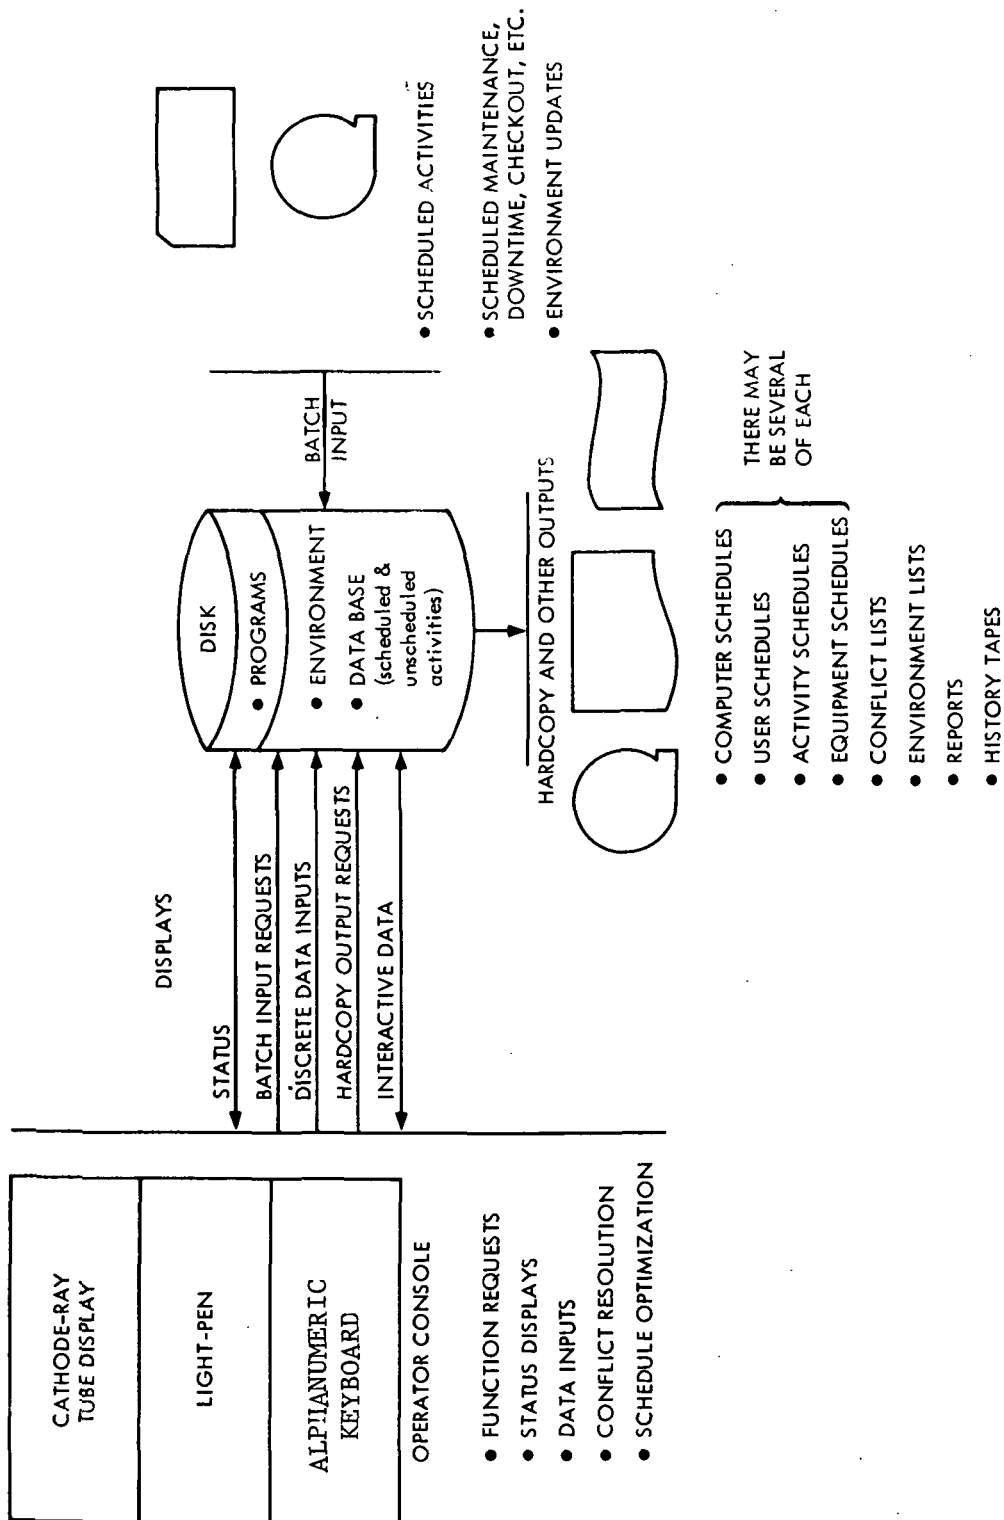 CATHODE-RAY
TUBE DISPLAY
LIGHT-PEN
ALPHANUMERIC
KEYBOARD
OPERATOR CONSOLE
● FUNCTION REQUESTS
● STATUS DISPLAYS
● DATA INPUTS
● CONFLICT RESOLUTION
● SCHEDULE OPTIMIZATION
DISPLAYS
STATUS
BATCH INPUT REQUESTS
DISCRETE DATA INPUTS
HARDCOPY OUTPUT REQUESTS
INTERACTIVE DATA
DISK
● PROGRAMS
● ENVIRONMENT
● DATA BASE
(scheduled &
unscheduled
activities)
BATCH
INPUT
● SCHEDULED ACTIVITIES
● SCHEDULED MAINTENANCE,
DOWNTIME, CHECKOUT, ETC.
● ENVIRONMENT UPDATES
HARDCOPY AND OTHER OUTPUTS
● COMPUTER SCHEDULES
● USER SCHEDULES
● ACTIVITY SCHEDULES
● EQUIPMENT SCHEDULES
● CONFLICT LISTS
● ENVIRONMENT LISTS
● REPORTS
● HISTORY TAPES
THERE MAY
BE SEVERAL
OF EACH